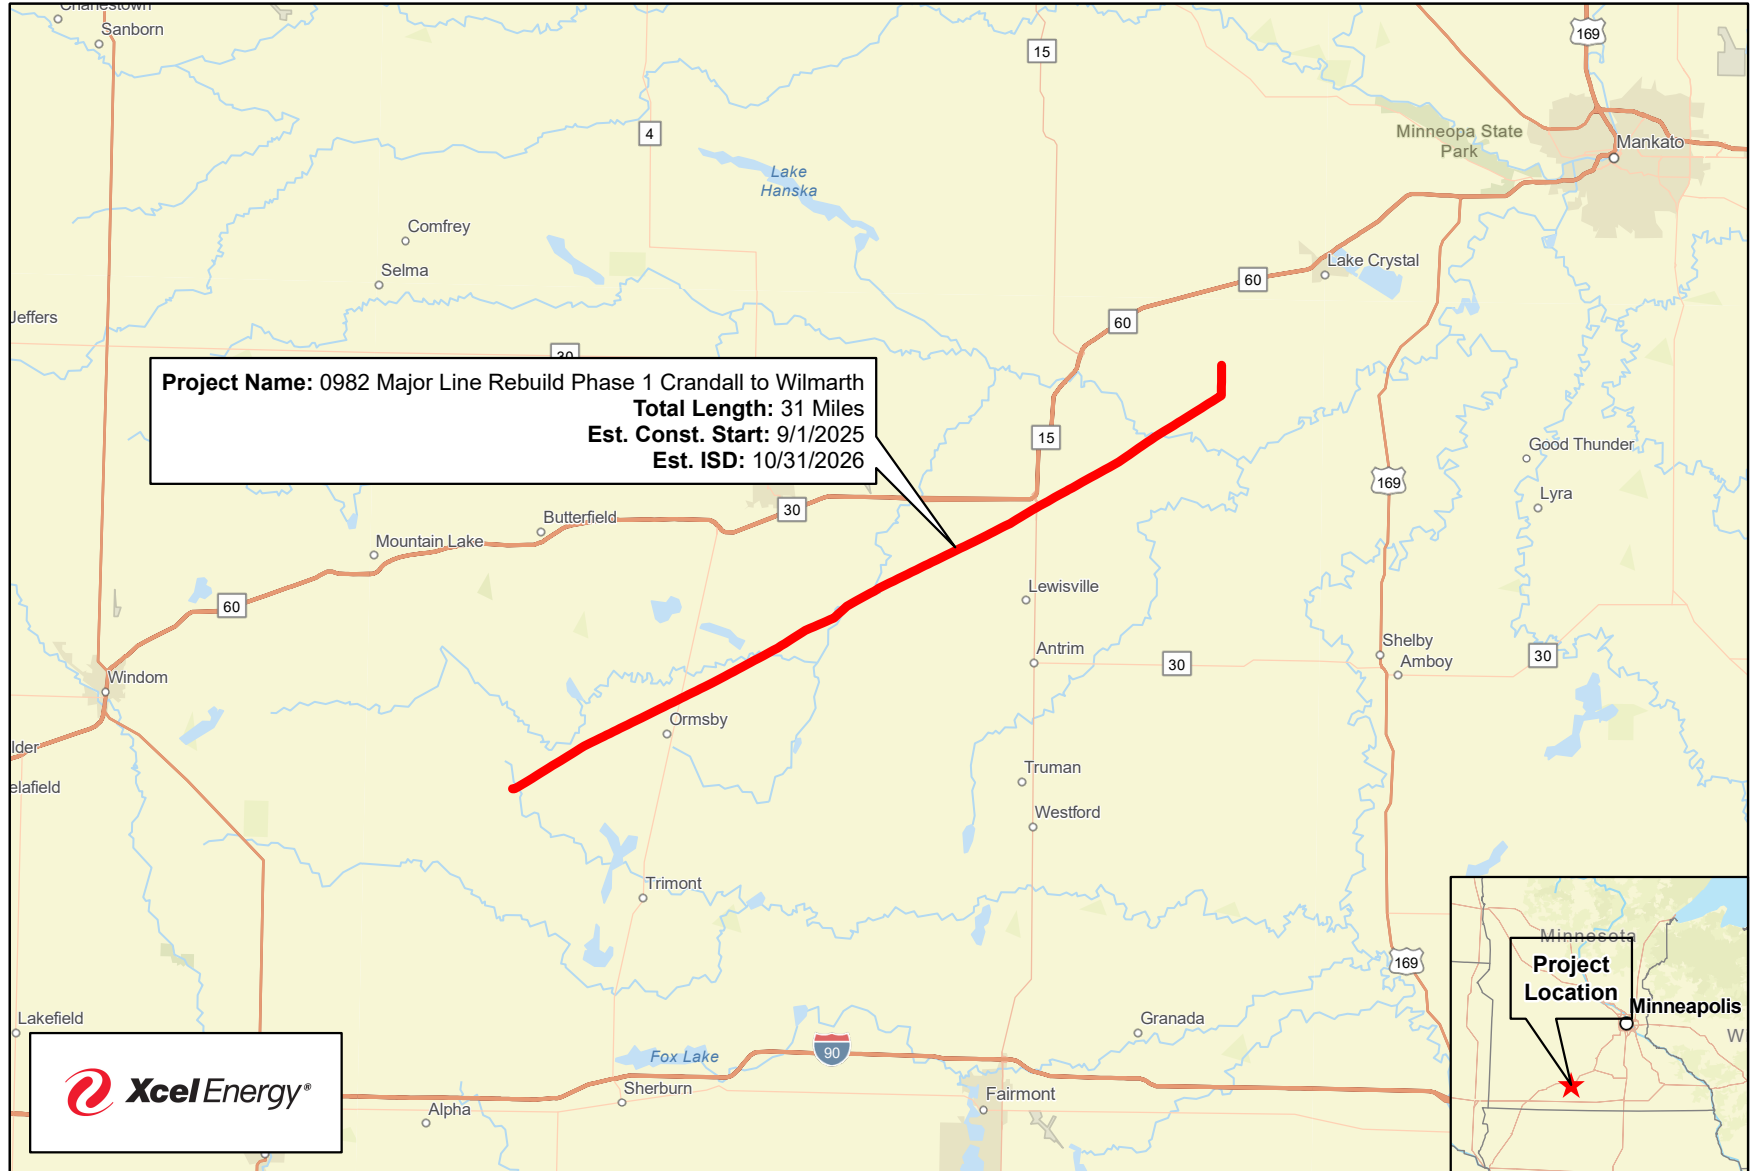 Sanborn
15
169
4
Minneopa State
Park
Mankato
Lake
Hanska
Comfrey
Selma
Lake Crystal
60
60
Jeffers
30
Project Name: 0982 Major Line Rebuild Phase 1 Crandall to Wilmarth
Total Length: 31 Miles
Est. Const. Start: 9/1/2025
Est. ISD: 10/31/2026
15
Good Thunder
169
Lyra
30
Butterfield
Mountain Lake
60
Lewisville
Shelby
Antrim
30
Amboy
30
Windom
Ormsby
lder
Truman
elafield
Westford
Trimont
Minnesota
Project
Location
169
Minneapolis
W
Lakefield
Granada
90
Fox Lake
Sherburn
Fairmont
Alpha
Xcel Energy®